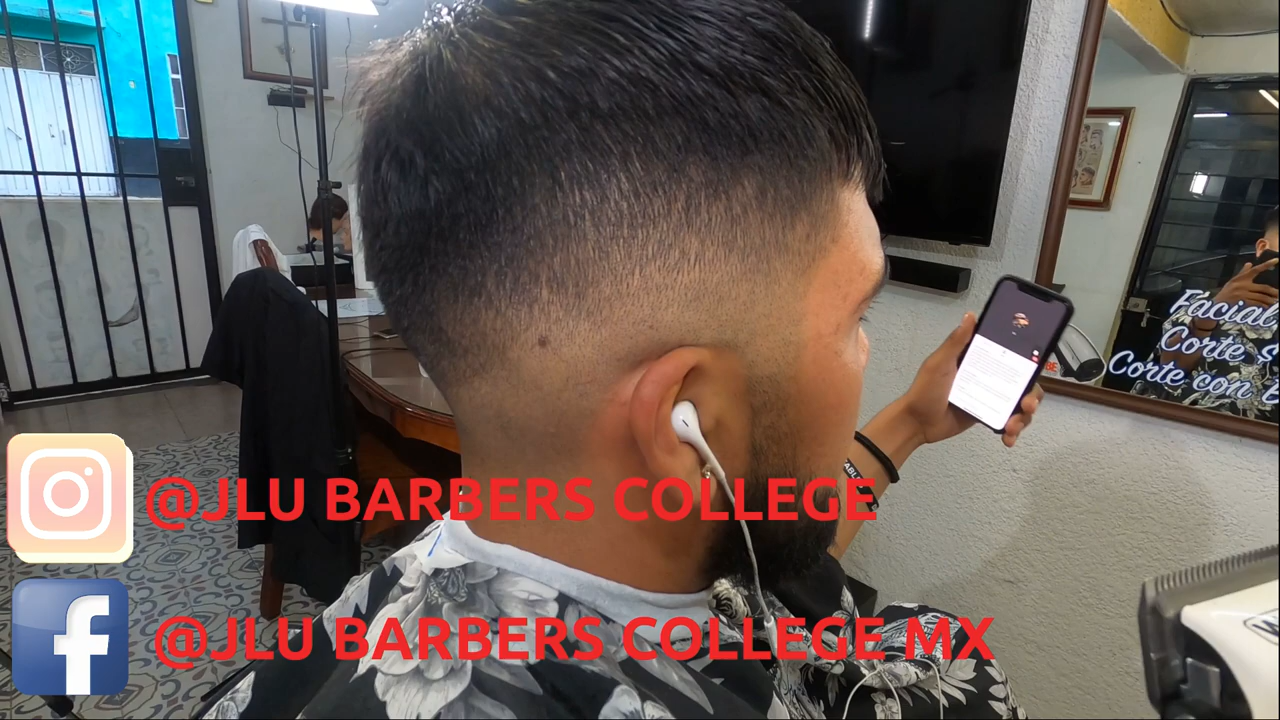 Facial
Corte
Corte con
@JLU BARBERS COLLEGE
@JLU BARBERS COLLEGE MX